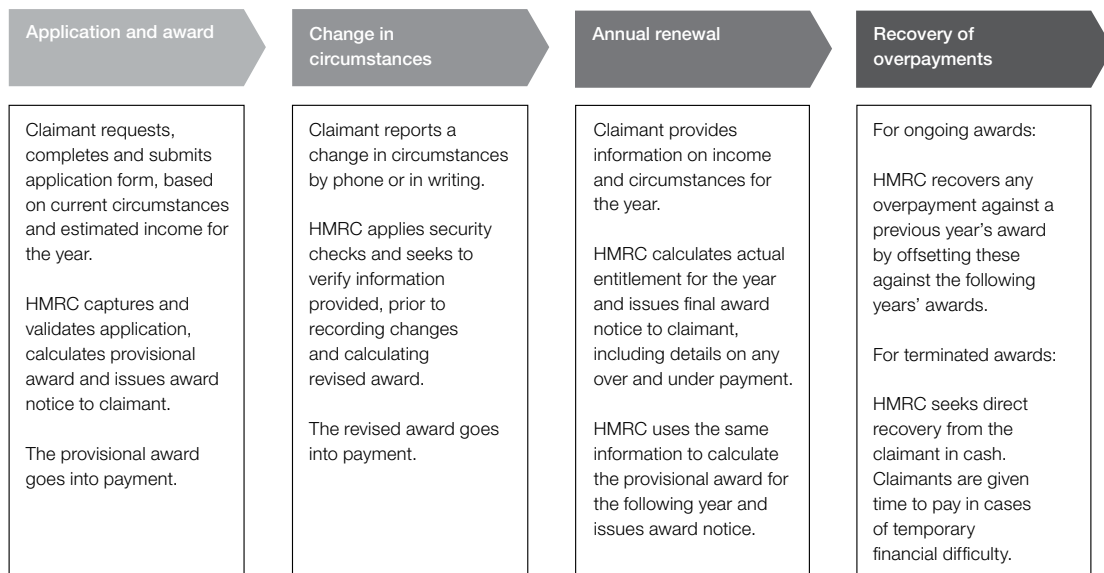 Application and award
Claimant requests,
completes and submits
application form, based
on current circumstances
and estimated income for
the year.
HMRC captures and
validates application,
calculates provisional
award and issues award
notice to claimant.
The provisional award
goes into payment.
Change in
circumstances
Claimant reports a
change in circumstances
by phone or in writing.
HMRC applies security
checks and seeks to
verify information
provided, prior to
recording changes
and calculating
revised award.
The revised award goes
into payment.
Annual renewal
Claimant provides
information on income
and circumstances for
the year.
HMRC calculates actual
entitlement for the year
and issues final award
notice to claimant,
including details on any
over and under payment.
HMRC uses the same
information to calculate
the provisional award for
the following year and
issues award notice.
Recovery of
overpayments
For ongoing awards:
HMRC recovers any
overpayment against a
previous year's award
by offsetting these
against the following
years' awards.
For terminated awards:
HMRC seeks direct
recovery from the
claimant in cash.
Claimants are given
time to pay in cases
of temporary
financial difficulty.